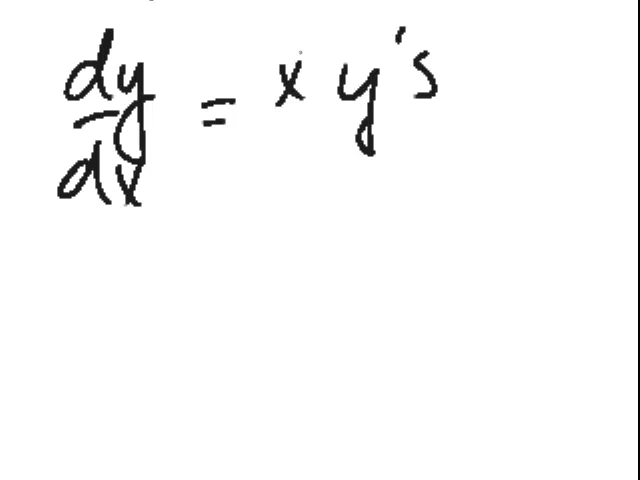 dy/dx = x y's